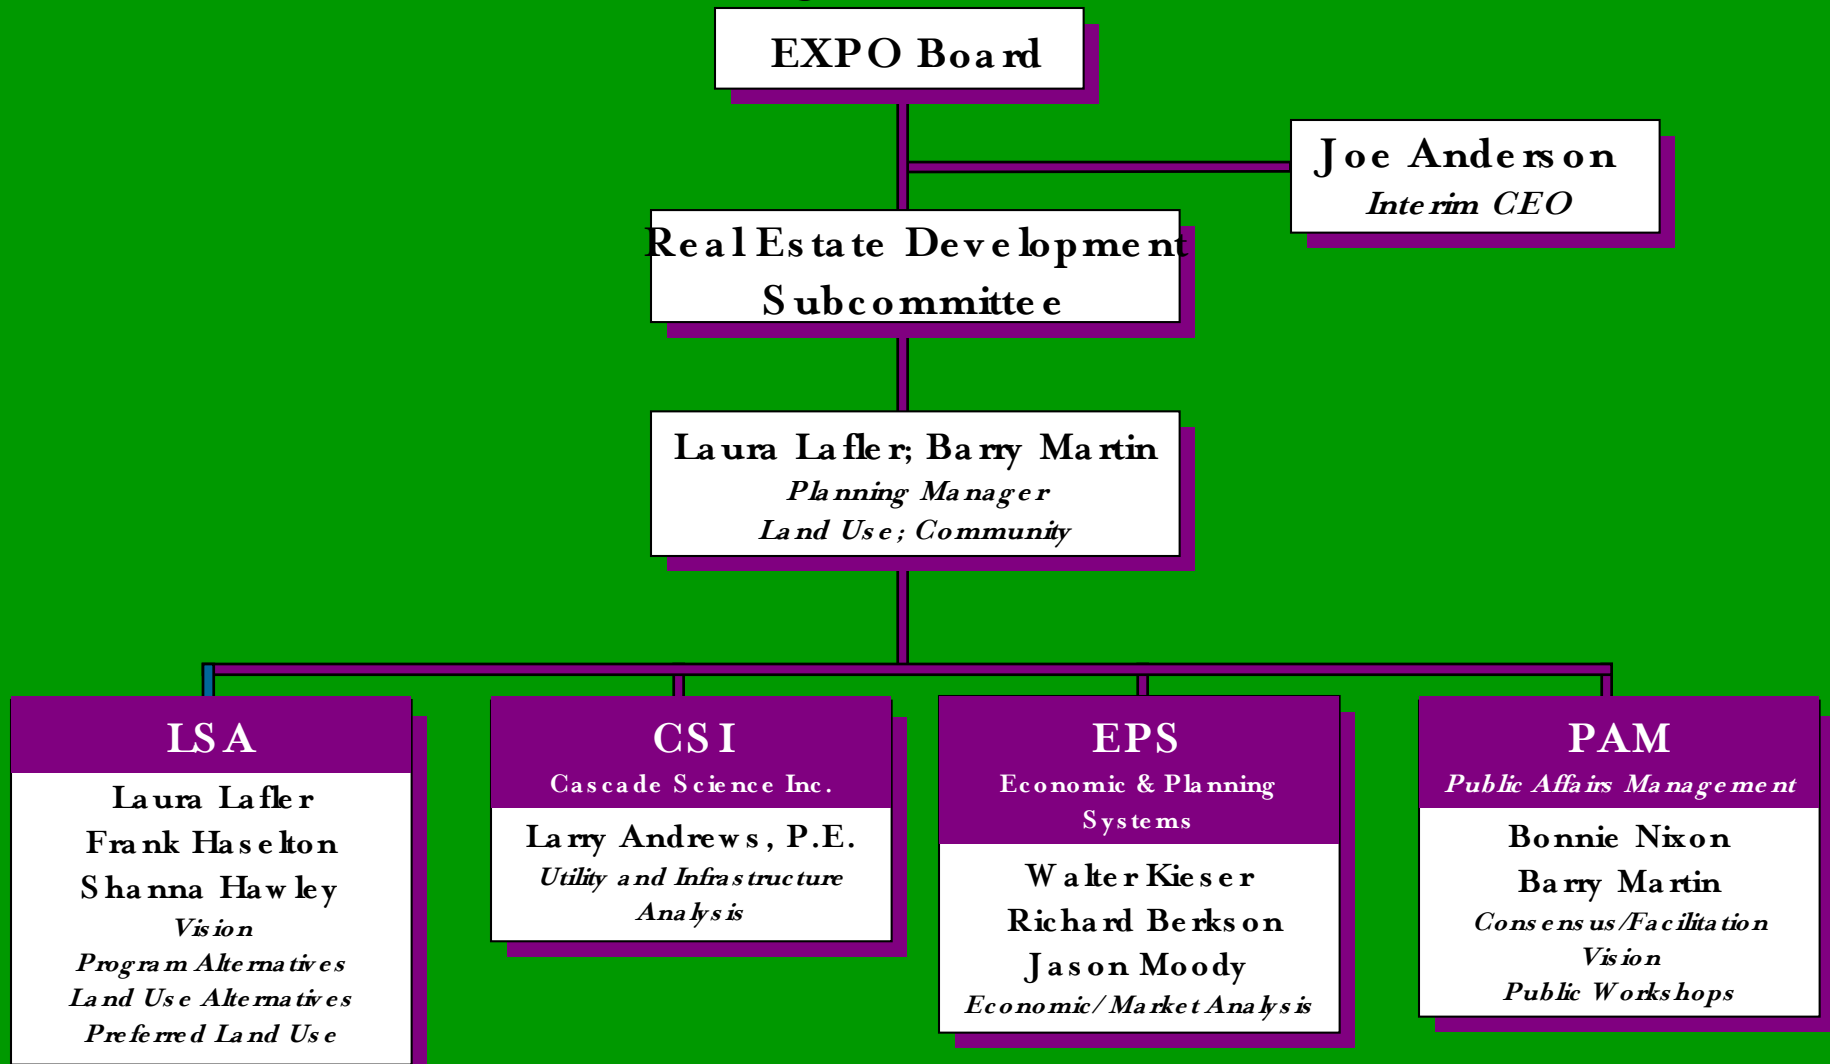 EXPO Board
Joe Anderson
Interim CEO
Real Estate Development
Subcommittee
Laura Lafler; Barry Martin
Planning Manager
Land Use; Community
LSA
Laura Lafler
Frank Haselton
Shanna Hawley
Vision
Program Alternatives
Land Use Alternatives
Preferred Land Use
CSI
Cascade Science Inc.
Larry Andrews, P.E.
Utility and Infrastructure
Analysis
EPS
Economic & Planning
Systems
Walter Kieser
Richard Berkson
Jason Moody
Economic/Market Analysis
PAM
Public Affairs Management
Bonnie Nixon
Barry Martin
Consensus/Facilitation
Vision
Public Workshops